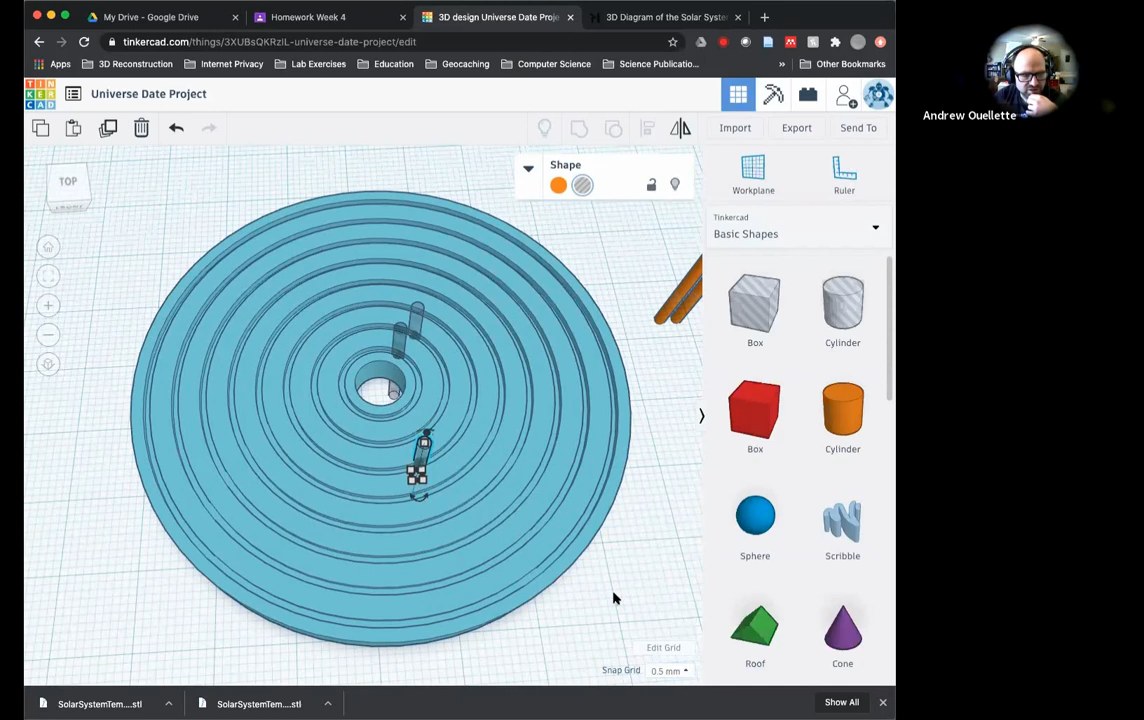 My Drive - Google Drive
Homework Week 4
3D design Universe Date Proje
3D Diagram of the Solar Syste
tinkercad.com/things/3XUBsQKRzIL-universe-date-project/edit
Apps
3D Reconstruction
Internet Privacy
Lab Exercises
Education
Geocaching
Computer Science
Science Publicatio...
»
Other Bookmarks
TIN
KER
CAD
Universe Date Project
Import
Export
Send To
TOP
Shape
Workplane
Ruler
Tinkercad
Basic Shapes
Box
Cylinder
Box
Cylinder
Sphere
Scribble
Roof
Cone
Edit Grid
Snap Grid
0.5 mm
SolarSystemTem....stl
SolarSystemTem....stl
Show All
Andrew Ouellette